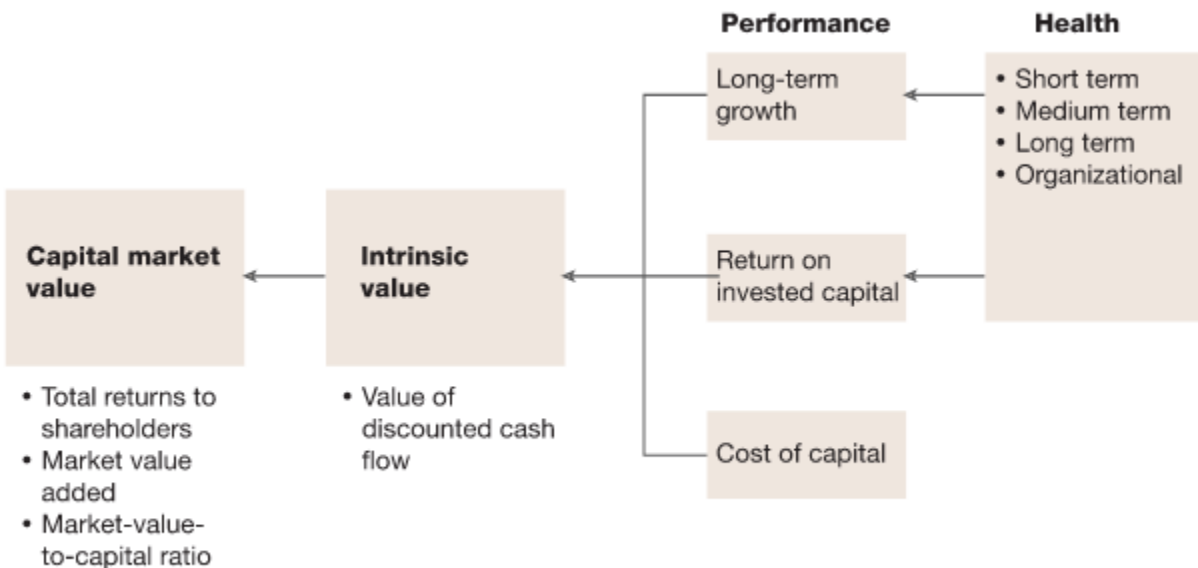 Performance
Health
Long-term
growth
• Short term
• Medium term
• Long term
• Organizational
Capital market
value
Intrinsic
value
Return on
invested capital
• Total returns to
shareholders
• Market value
added
• Market-value-
to-capital ratio
• Value of
discounted cash
flow
Cost of capital